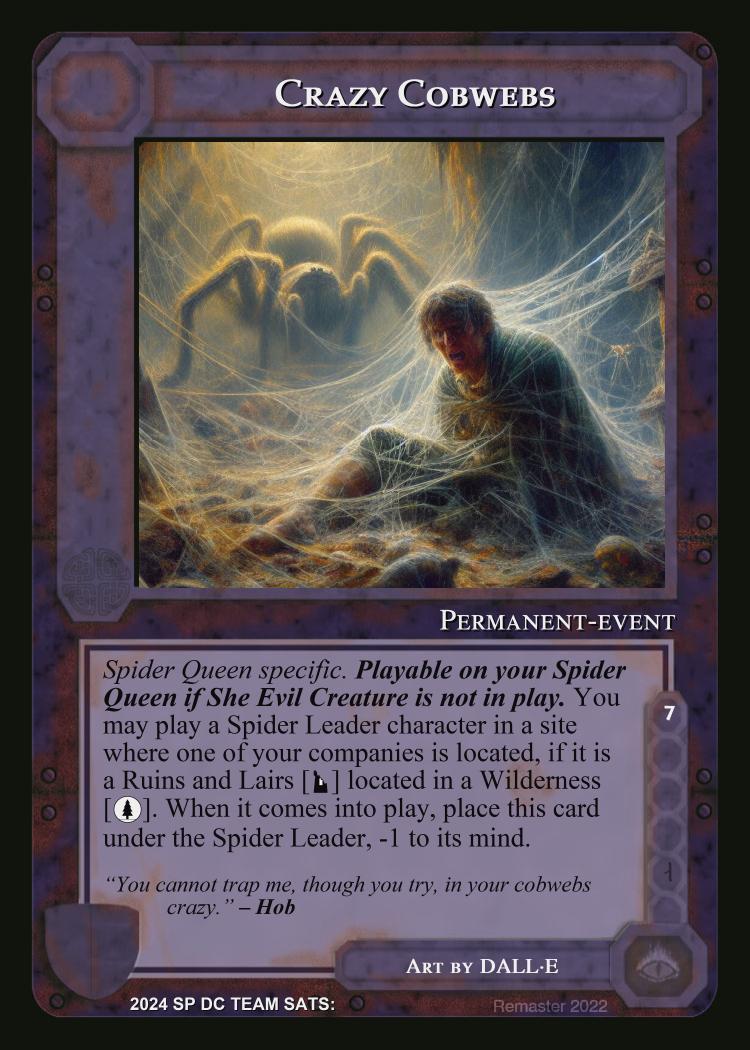 Crazy Cobwebs
Permanent-event
Spider Queen specific. Playable on your Spider
Queen if She Evil Creature is not in play. You
may play a Spider Leader character in a site
where one of your companies is located, if it is
a Ruins and Lairs [ ] located in a Wilderness
[ ]. When it comes into play, place this card
under the Spider Leader, -1 to its mind.
7
“You cannot trap me, though you try, in your cobwebs
crazy.” – Hob
Art by DALL·E
2024 SP DC TEAM SATS:
Remaster 2022